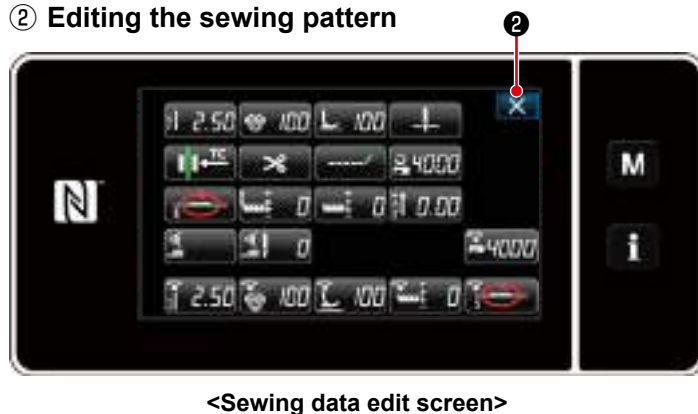 ② Editing the sewing pattern
❷
2.50 100 100
TC
4000
0 0 0.00
0 4000
2.50 100 100 0
M
i
<Sewing data edit screen>